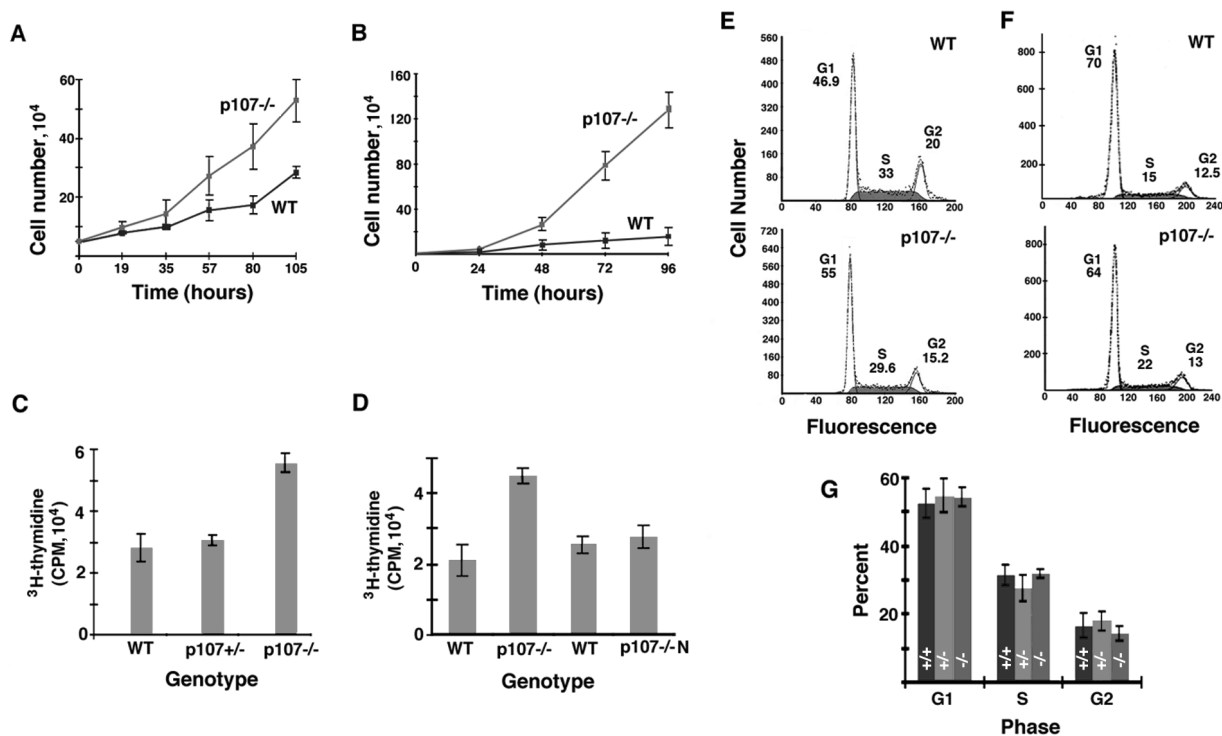 A
Cell number, 10⁴
60
40
20
p107-/-
WT
0 19 35 57 80 105
Time (hours)
B
Cell number, 10⁴
160
120
80
40
p107-/-
WT
0 24 48 72 96
Time (hours)
C
³H-thymidine
(CPM, 10⁴)
6
4
2
0
WT p107+/- p107-/-
Genotype
D
³H-thymidine
(CPM, 10⁴)
4
2
0
WT p107-/- WT p107-/- N
Genotype
E
Cell Number
WT
560
480
400
320
240
160
80
G1
46.9
S
33
G2
20
0 40 80 120 160 200
p107-/-
720
640
560
480
400
320
240
160
80
G1
55
S
29.6
G2
15.2
0 40 80 120 160 200
Fluorescence
F
WT
800
600
400
200
G1
70
S
15
G2
12.5
0 40 80 120 160 200 240
p107-/-
800
600
400
200
G1
64
S
22
G2
13
0 40 80 120 160 200 240
Fluorescence
G
Percent
60
40
20
+/+ +/- -/- +/+ +/- -/- +/+ +/- -/-
G1 S G2
Phase